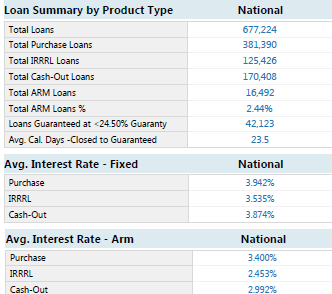 Loan Summary by Product Type National
Total Loans 677,224
Total Purchase Loans 381,390
Total IRRRL Loans 125,426
Total Cash-Out Loans 170,408
Total ARM Loans 16,492
Total ARM Loans % 2.44%
Loans Guaranteed at <24.50% Guaranty 42,123
Avg. Cal. Days -Closed to Guaranteed 23.5
Avg. Interest Rate - Fixed National
Purchase 3.942%
IRRRL 3.535%
Cash-Out 3.874%
Avg. Interest Rate - Arm National
Purchase 3.400%
IRRRL 2.453%
Cash-Out 2.992%